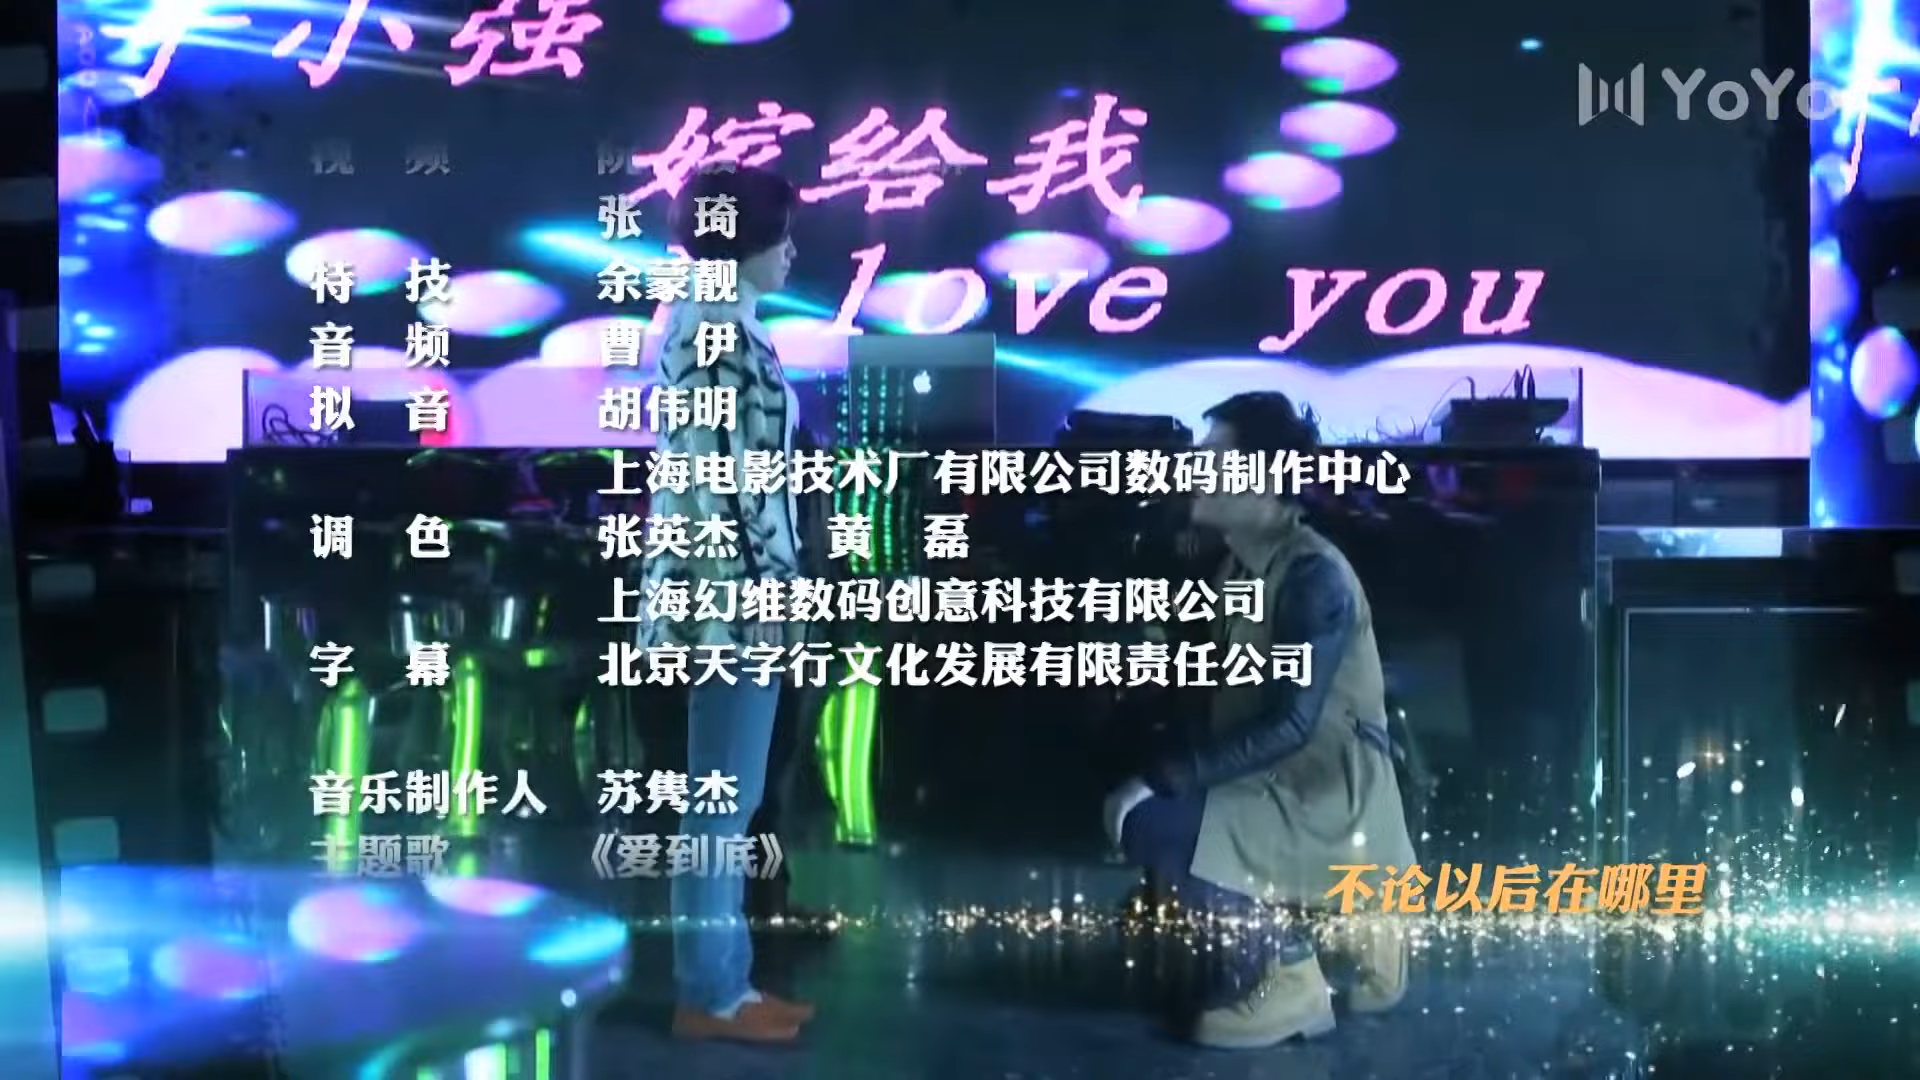 小强
嫁给我
love you
YoYo
视 频
张 琦
特 技 余蒙靓
音 频 曹 伊
拟 音 胡伟明
上海电影技术厂有限公司数码制作中心
调 色 张英杰 黄 磊
上海幻维数码创意科技有限公司
字 幕 北京天字行文化发展有限责任公司
音乐制作人 苏隽杰
主题歌 《爱到底》
不论以后在哪里